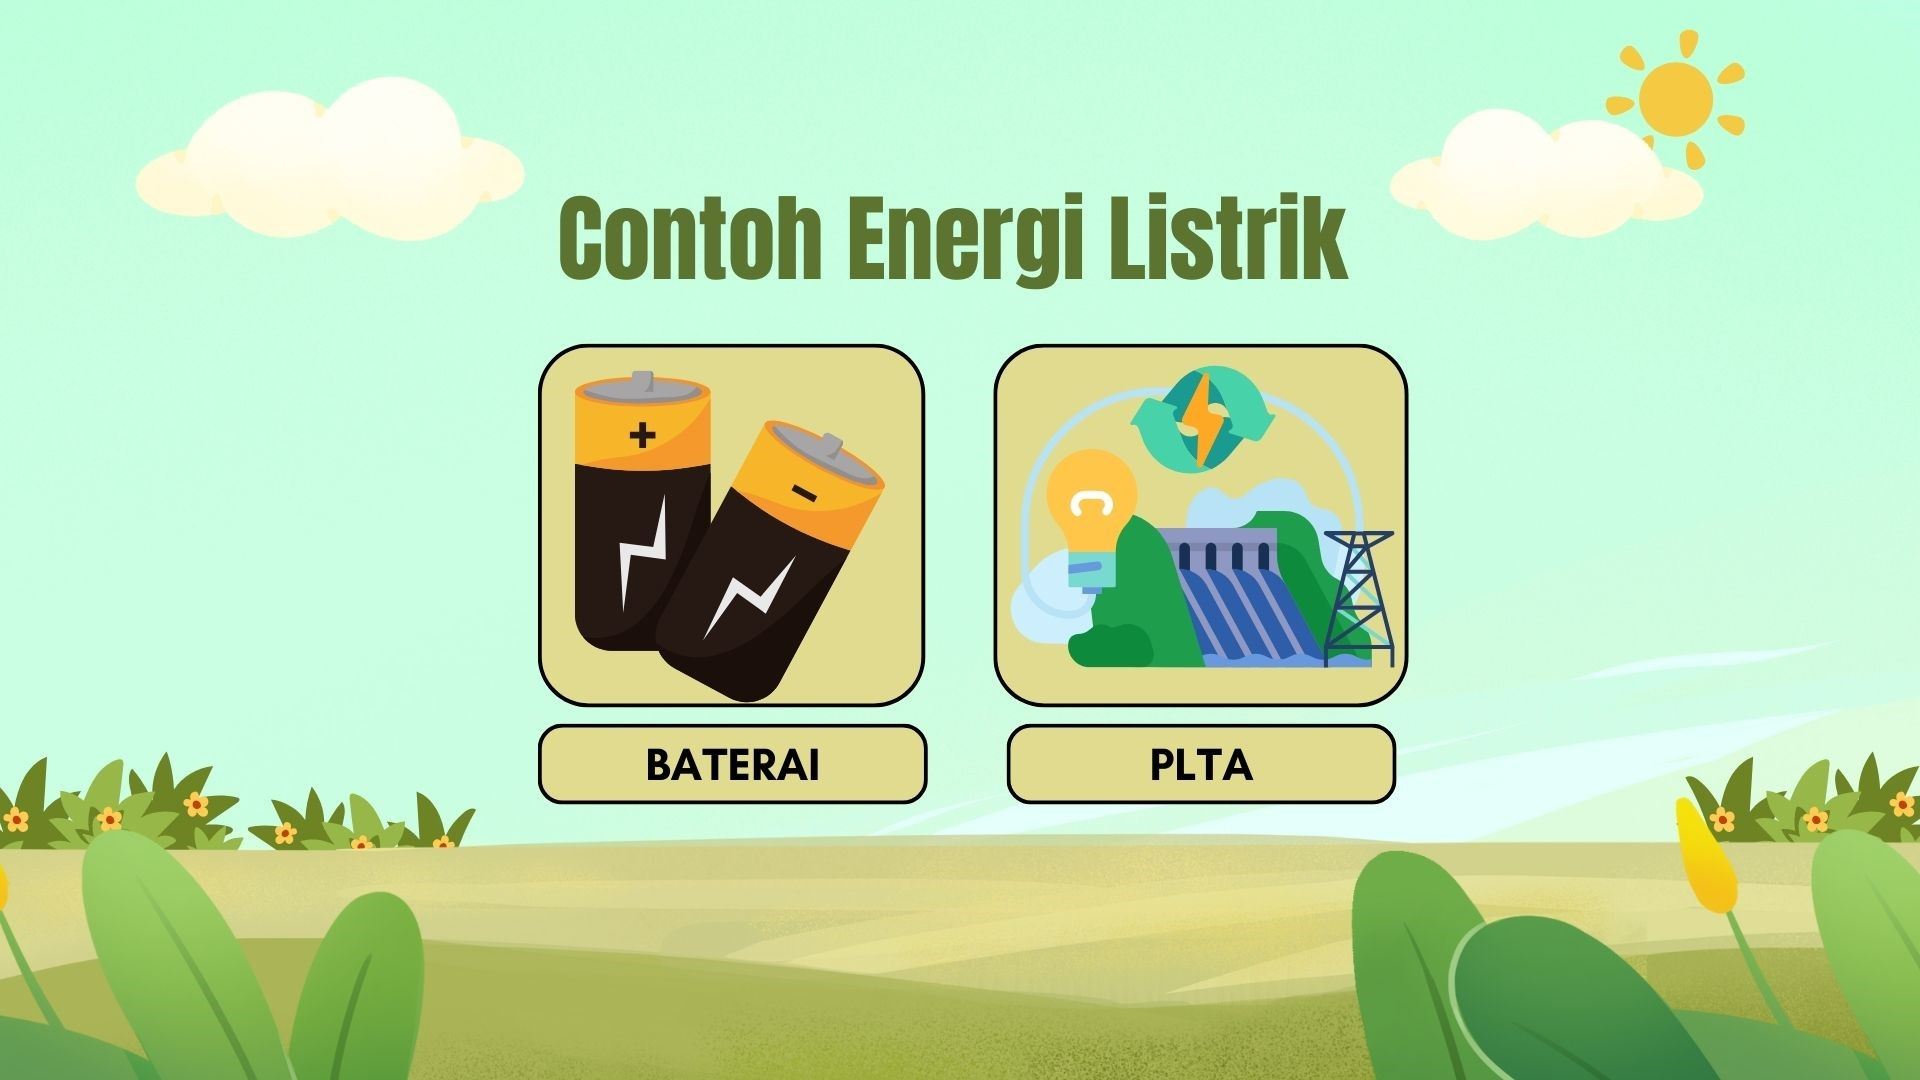 Contoh Energi Listrik
+
-
BATERAI
PLTA